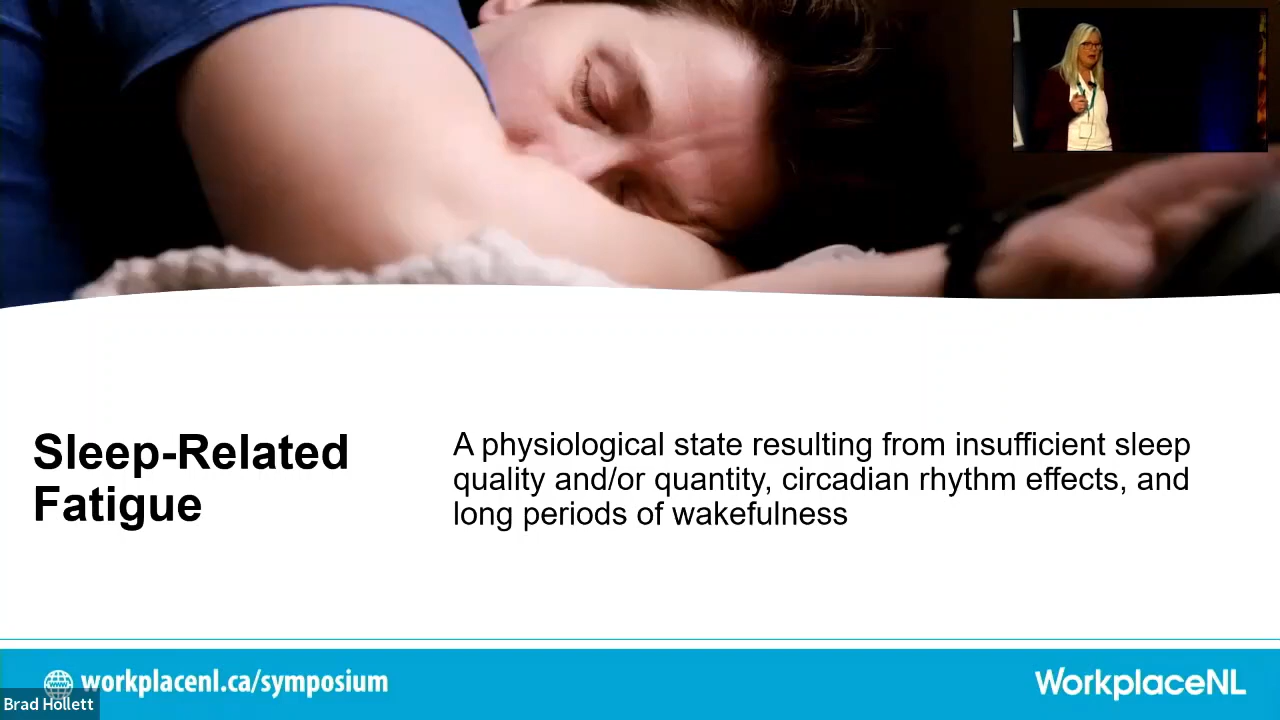 Sleep-Related
Fatigue
A physiological state resulting from insufficient sleep
quality and/or quantity, circadian rhythm effects, and
long periods of wakefulness
workplacenl.ca/symposium
WorkplaceNL
Brad Hollett